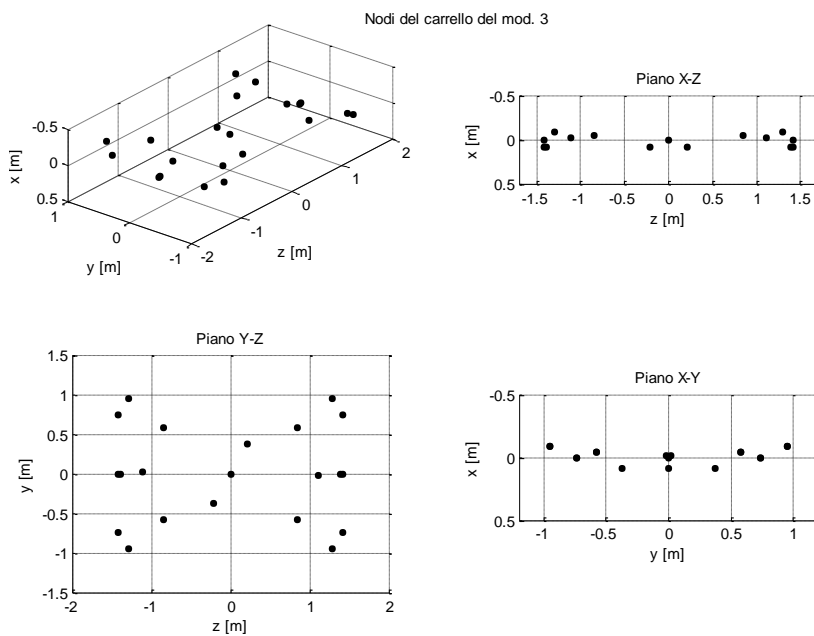 Nodi del carrello del mod. 3
-0.5
0
0.5
x [m]
1
0
-1
y [m]
-2
-1
0
1
2
z [m]
Piano X-Z
-0.5
0
0.5
x [m]
-1.5 -1 -0.5 0 0.5 1 1.5
z [m]
Piano Y-Z
1.5
1
0.5
0
-0.5
-1
-1.5
y [m]
-2 -1 0 1 2
z [m]
Piano X-Y
-0.5
0
0.5
x [m]
-1 -0.5 0 0.5 1
y [m]